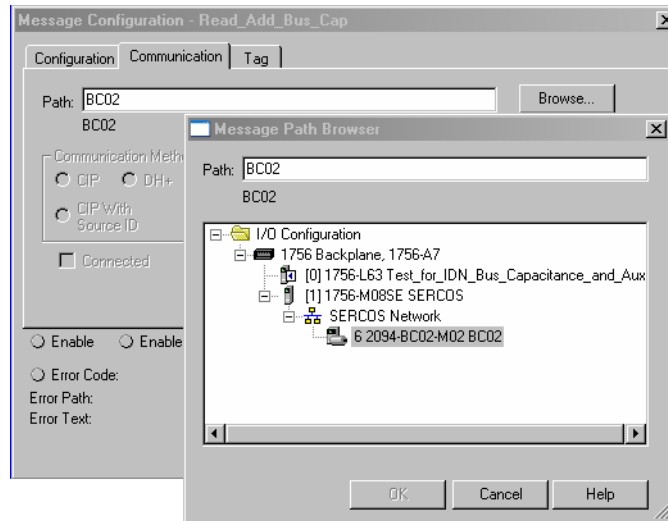 Message Configuration - Read_Add_Bus_Cap
Configuration Communication Tag
Path: BC02
Browse...
BC02
Communication
CIP DH+
CIP With
Source ID
Connected
Enable Enable
Error Code:
Error Path:
Error Text:
Message Path Browser
Path: BC02
BC02
I/O Configuration
1756 Backplane, 1756-A7
[0] 1756-L63 Test_for_IDN_Bus_Capacitance_and_Aux
[1] 1756-M08SE SERCOS
SERCOS Network
6 2094-BC02-M02 BC02
OK Cancel Help